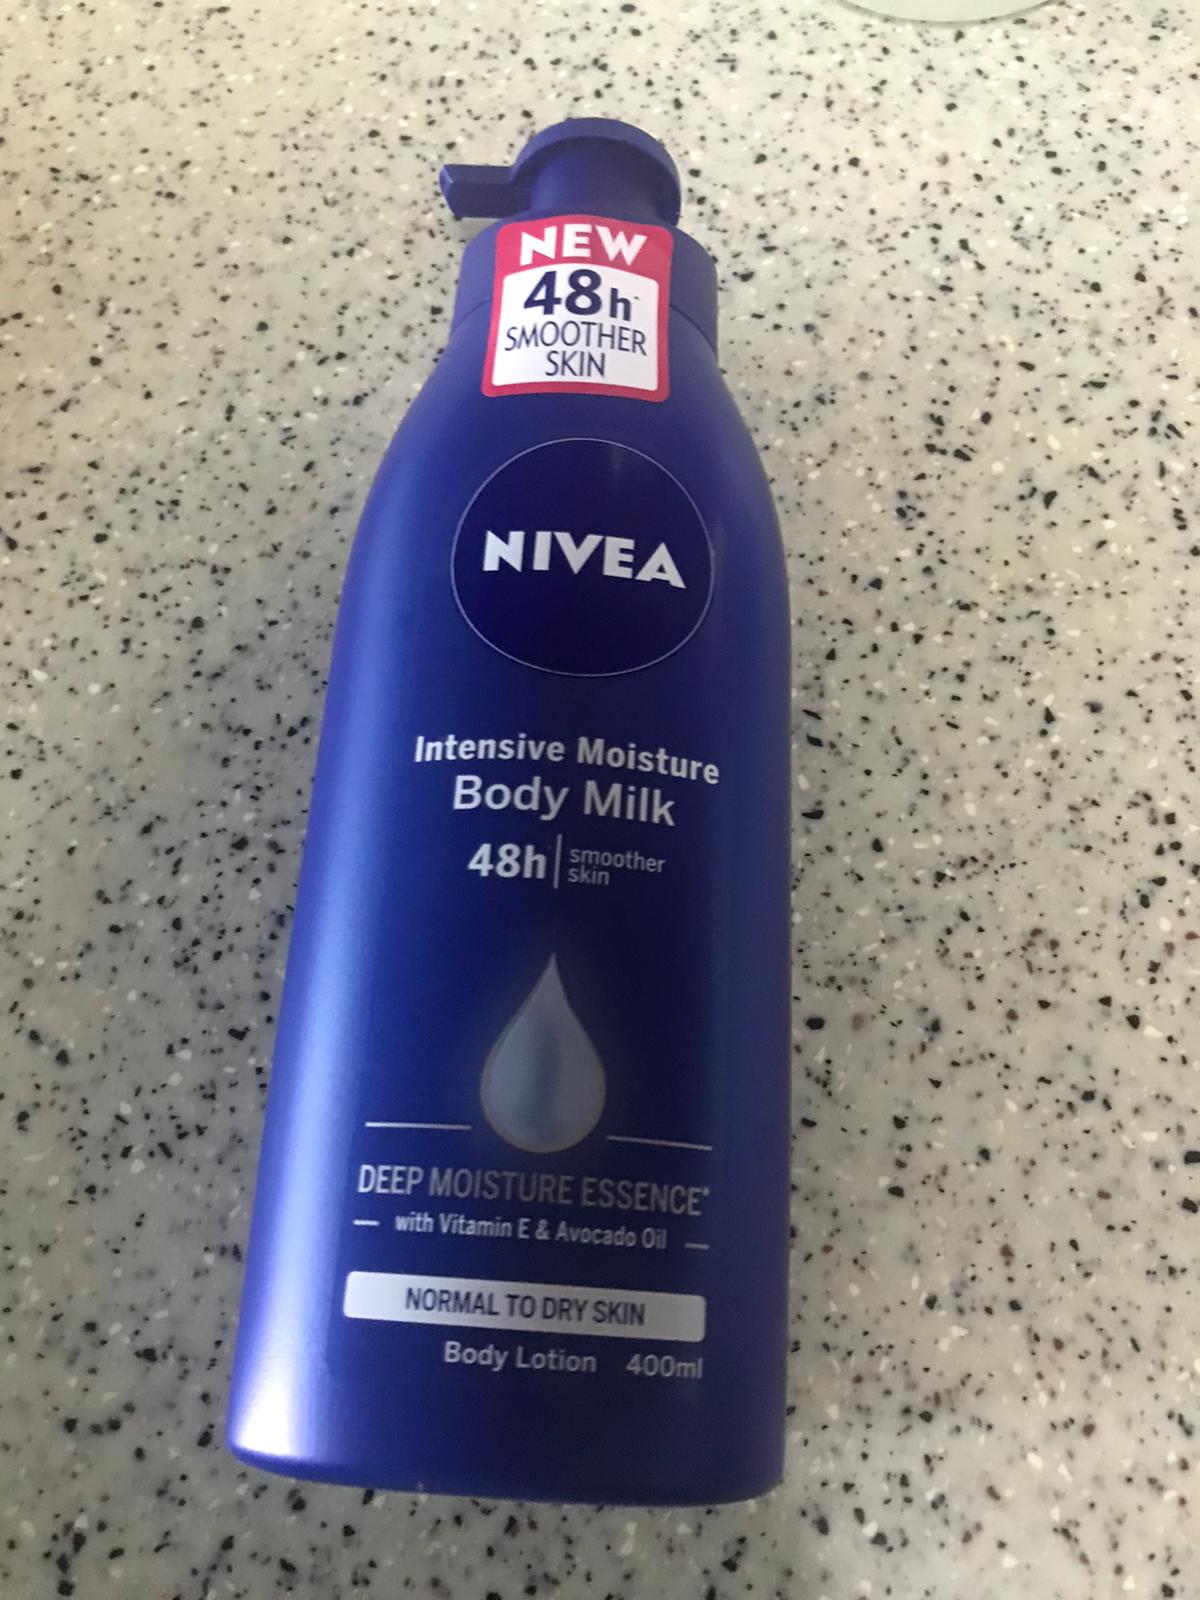 NEW
48h
SMOOTHER
SKIN
NIVEA
Intensive Moisture
Body Milk
48h smoother
skin
DEEP MOISTURE ESSENCE*
with Vitamin E & Avocado Oil
NORMAL TO DRY SKIN
Body Lotion 400ml